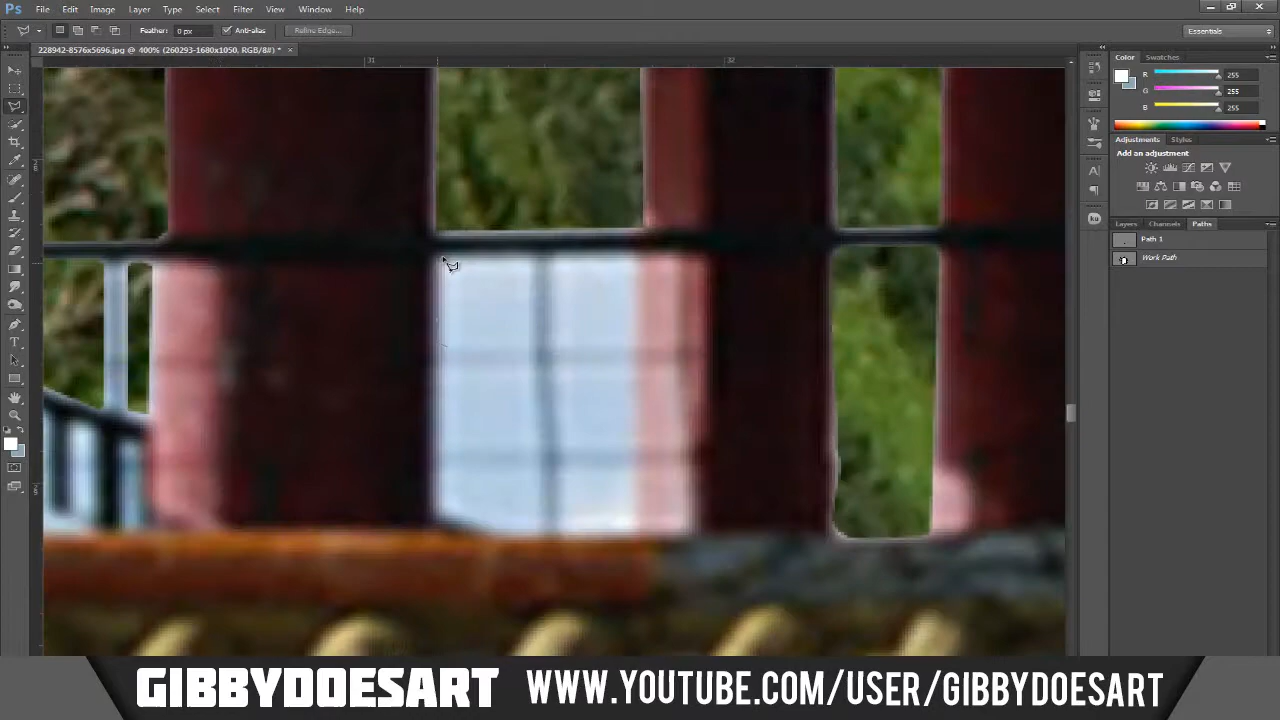 Ps File Edit Image Layer Type Select Filter View Window Help
Feather: 0 px Anti-alias Refine Edge... Essentials
228942-8576x5696.jpg @ 400% (260293-1680x1050, RGB/8#) * ×
31 32
Color Swatches
R 255
G 255
B 255
Adjustments Styles
Add an adjustment
Layers Channels Paths
Path 1
Work Path
GIBBYDOESART WWW.YOUTUBE.COM/USER/GIBBYDOESART